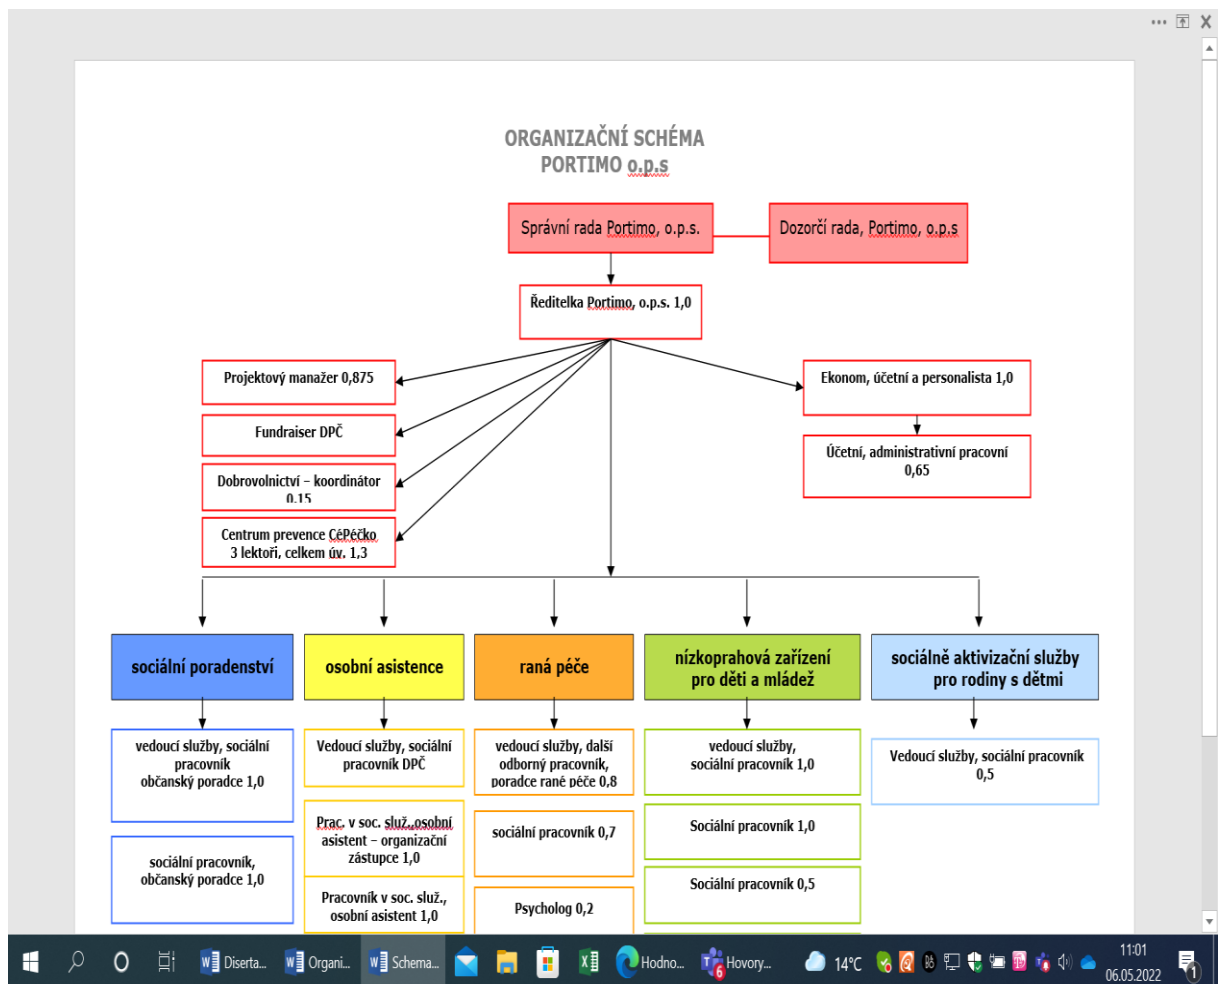 ORGANIZAČNÍ SCHÉMA
PORTIMO o.p.s
Správní rada Portimo, o.p.s.
Dozorčí rada, Portimo, o.p.s
Ředitelka Portimo, o.p.s. 1,0
Projektový manažer 0,875
Ekonom, účetní a personalista 1,0
Fundraiser DPČ
Účetní, administrativní pracovní
0,65
Dobrovolnictví – koordinátor
0,15
Centrum prevence CéPéčko
3 lektoři, celkem úv. 1,3
sociální poradenství
osobní asistence
raná péče
nízkoprahová zařízení
pro děti a mládež
sociálně aktivizační služby
pro rodiny s dětmi
vedoucí služby, sociální
pracovník
občanský poradce 1,0
sociální pracovník,
občanský poradce 1,0
Vedoucí služby, sociální
pracovník DPČ
Prac. v soc. služ.,osobní
asistent – organizační
zástupce 1,0
Pracovník v soc. služ.,
osobní asistent 1,0
vedoucí služby, další
odborný pracovník,
poradce rané péče 0,8
sociální pracovník 0,7
Psycholog 0,2
vedoucí služby,
sociální pracovník 1,0
Sociální pracovník 1,0
Sociální pracovník 0,5
Vedoucí služby, sociální pracovník
0,5
Diserta...
Organi...
Schema...
Hodno...
6
Hovory...
14°C
11:01
06.05.2022
1